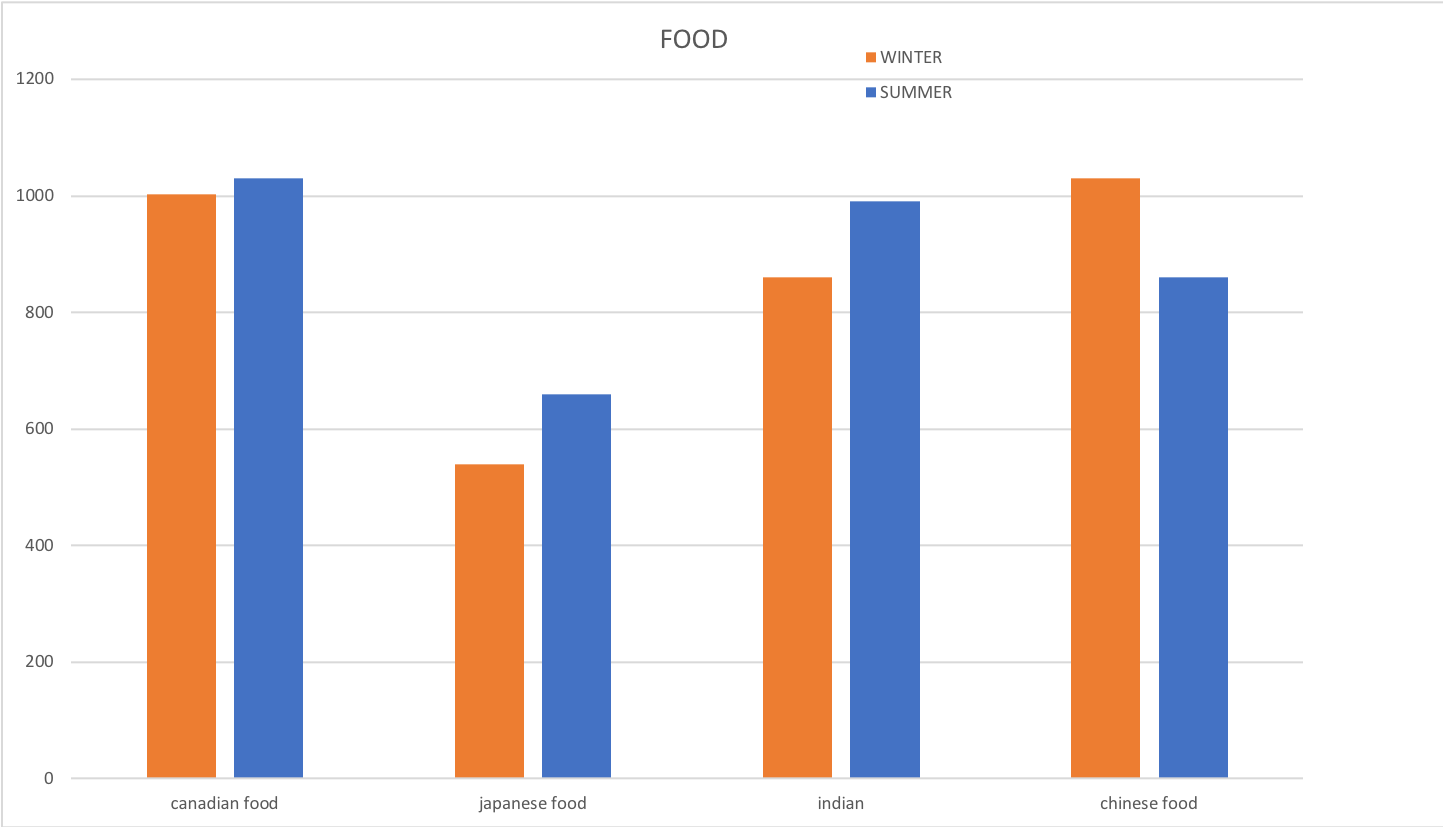 FOOD
WINTER
SUMMER
1200
1000
800
600
400
200
0
canadian food
japanese food
indian
chinese food